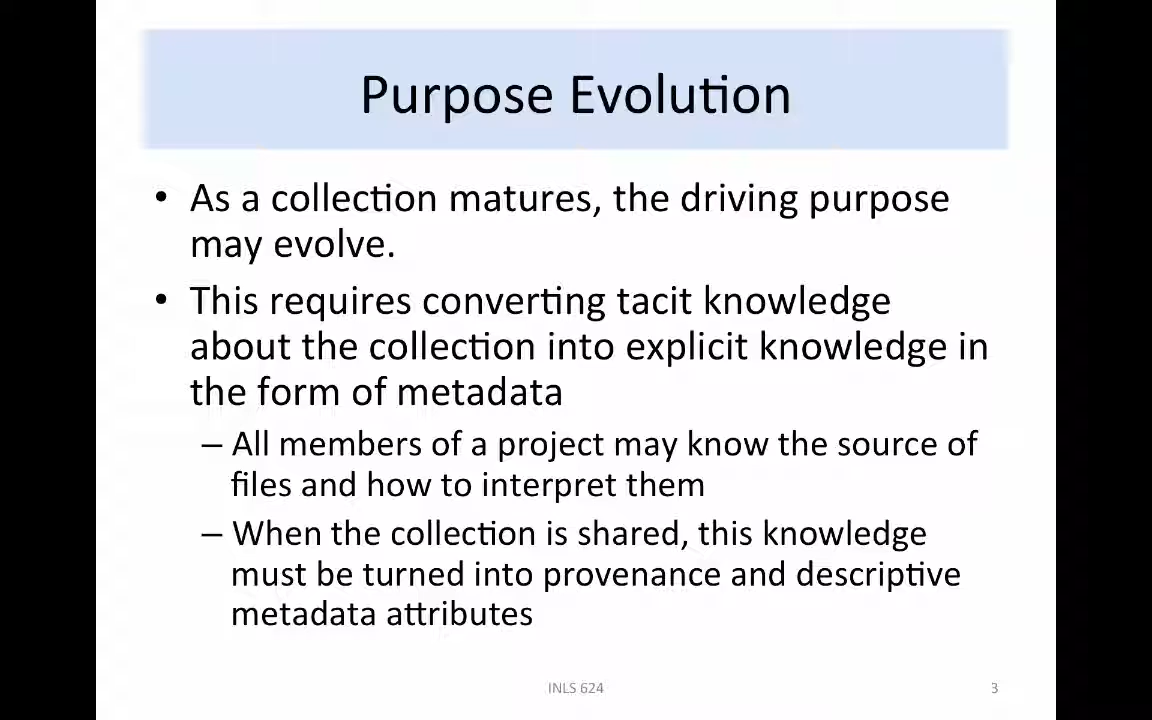 Purpose Evolution
• As a collection matures, the driving purpose
may evolve.
• This requires converting tacit knowledge
about the collection into explicit knowledge in
the form of metadata
– All members of a project may know the source of
files and how to interpret them
– When the collection is shared, this knowledge
must be turned into provenance and descriptive
metadata attributes
INLS 624
3